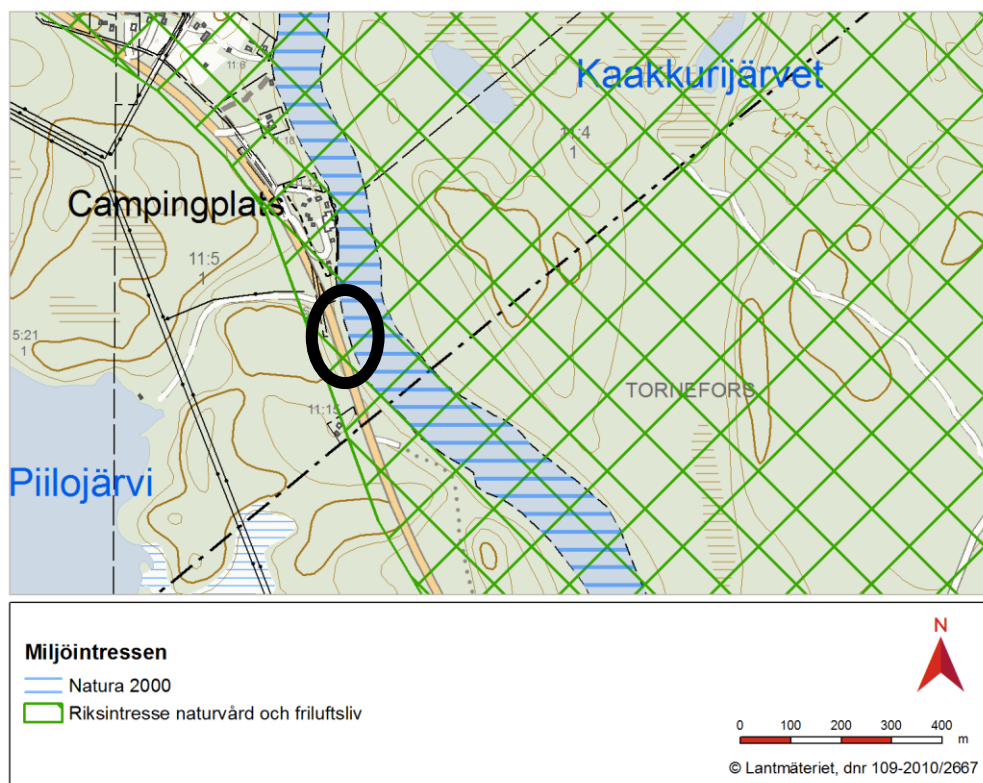 11:6
Kaakkurijärvet
11:4
1
11:16
Campingplats
11:5
1
5:21
1
TORNEFORS
11:15
Piilojärvi
Miljöintressen
Natura 2000
Riksintresse naturvård och friluftsliv
N
0 100 200 300 400
m
© Lantmäteriet, dnr 109-2010/2667